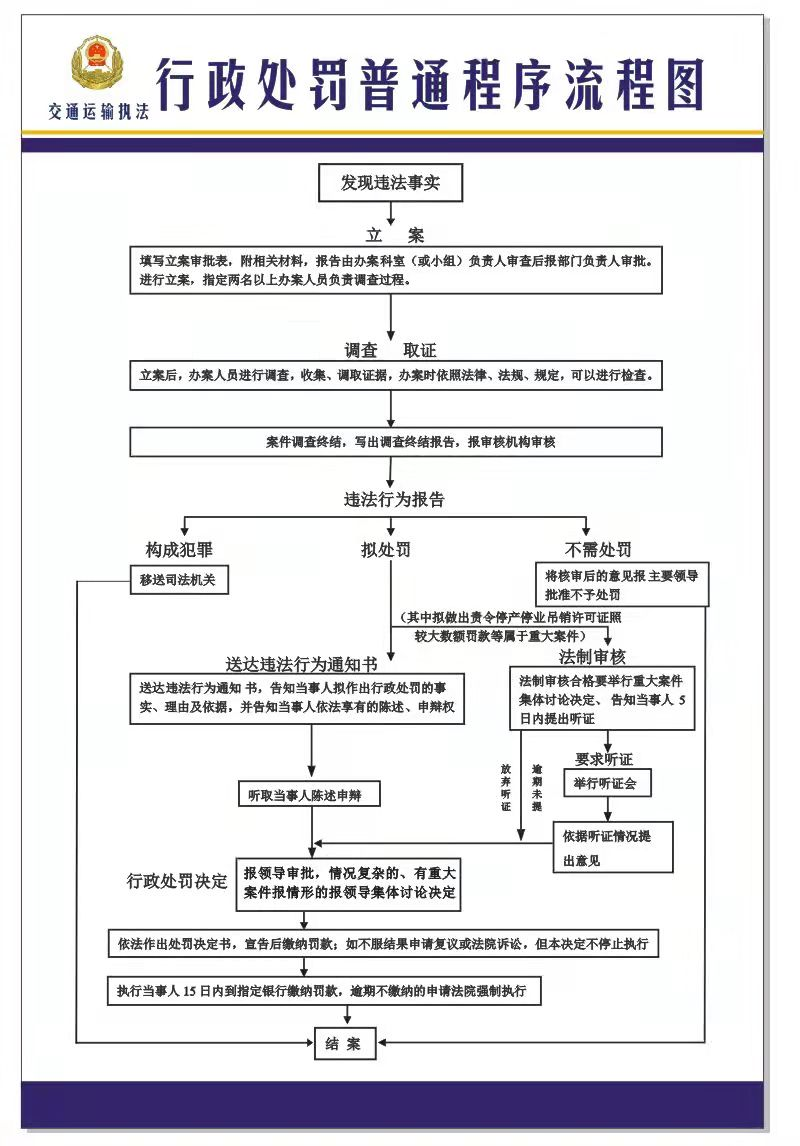 行政处罚普通程序流程图
交通运输执法
发现违法事实
立 案
填写立案审批表，附相关材料，报告由办案科室（或小组）负责人审查后报部门负责人审批。
进行立案，指定两名以上办案人员负责调查过程。
调查 取证
立案后，办案人员进行调查，收集、调取证据，办案时依照法律、法规、规定，可以进行检查。
案件调查终结，写出调查终结报告，报审核机构审核
违法行为报告
构成犯罪
拟处罚
不需处罚
移送司法机关
将核审后的意见报 主要领导
批准不予处罚
（其中拟做出责令停产停业吊销许可证照
较大数额罚款等属于重大案件）
送达违法行为通知书
法制审核
送达违法行为通知 书，告知当事人拟作出行政处罚的事
实、理由及依据，并告知当事人依法享有的陈述、申辩权
法制审核合格要举行重大案件
集体讨论决定、 告知当事人 5
日内提出听证
放弃听证
逾期未提
要求听证
举行听证会
听取当事人陈述申辩
依据听证情况提
出意见
行政处罚决定
报领导审批，情况复杂的、有重大
案件报情形的报领导集体讨论决定
依法作出处罚决定书，宣告后缴纳罚款；如不服结果申请复议或法院诉讼，但本决定不停止执行
执行当事人 15 日内到指定银行缴纳罚款，逾期不缴纳的申请法院强制执行
结 案